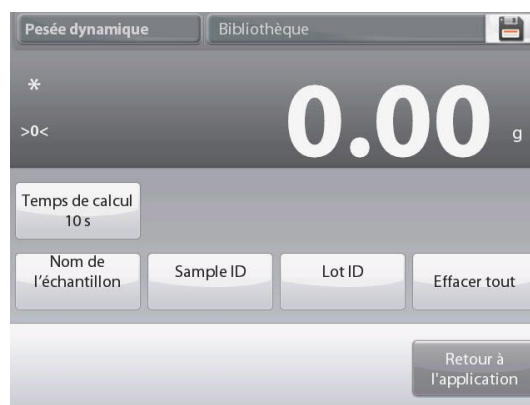 Pesée dynamique
Bibliothèque
*
>0<
0.00 g
Temps de calcul
10 s
Nom de
l'échantillon
Sample ID
Lot ID
Effacer tout
Retour à
l'application